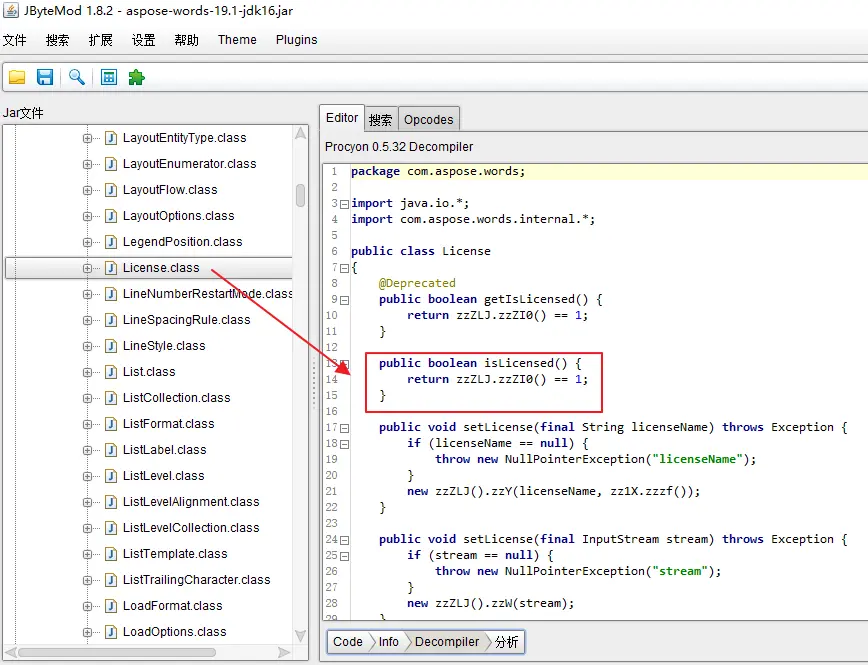 JByteMod 1.8.2 - aspose-words-19.1-jdk16.jar
文件 搜索 扩展 设置 帮助 Theme Plugins
Jar文件
LayoutEntityType.class
LayoutEnumerator.class
LayoutFlow.class
LayoutOptions.class
LegendPosition.class
License.class
LineNumberRestartMode.class
LineSpacingRule.class
LineStyle.class
List.class
ListCollection.class
ListFormat.class
ListLabel.class
ListLevel.class
ListLevelAlignment.class
ListLevelCollection.class
ListTemplate.class
ListTrailingCharacter.class
LoadFormat.class
LoadOptions.class
Editor 搜索 Opcodes
Procyon 0.5.32 Decompiler
1 package com.aspose.words;
2
3 import java.io.*;
4 import com.aspose.words.internal.*;
5
6 public class License
7 {
8 @Deprecated
9 public boolean getIsLicensed() {
10 return zzZLJ.zzZI0() == 1;
11 }
12
13 public boolean isLicensed() {
14 return zzZLJ.zzZI0() == 1;
15 }
16
17 public void setLicense(final String licenseName) throws Exception {
18 if (licenseName == null) {
19 throw new NullPointerException("licenseName");
20 }
21 new zzZLJ().zzY(licenseName, zz1X.zzzf());
22 }
23
24 public void setLicense(final InputStream stream) throws Exception {
25 if (stream == null) {
26 throw new NullPointerException("stream");
27 }
28 new zzZLJ().zzW(stream);
29 }
Code Info Decompiler 分析